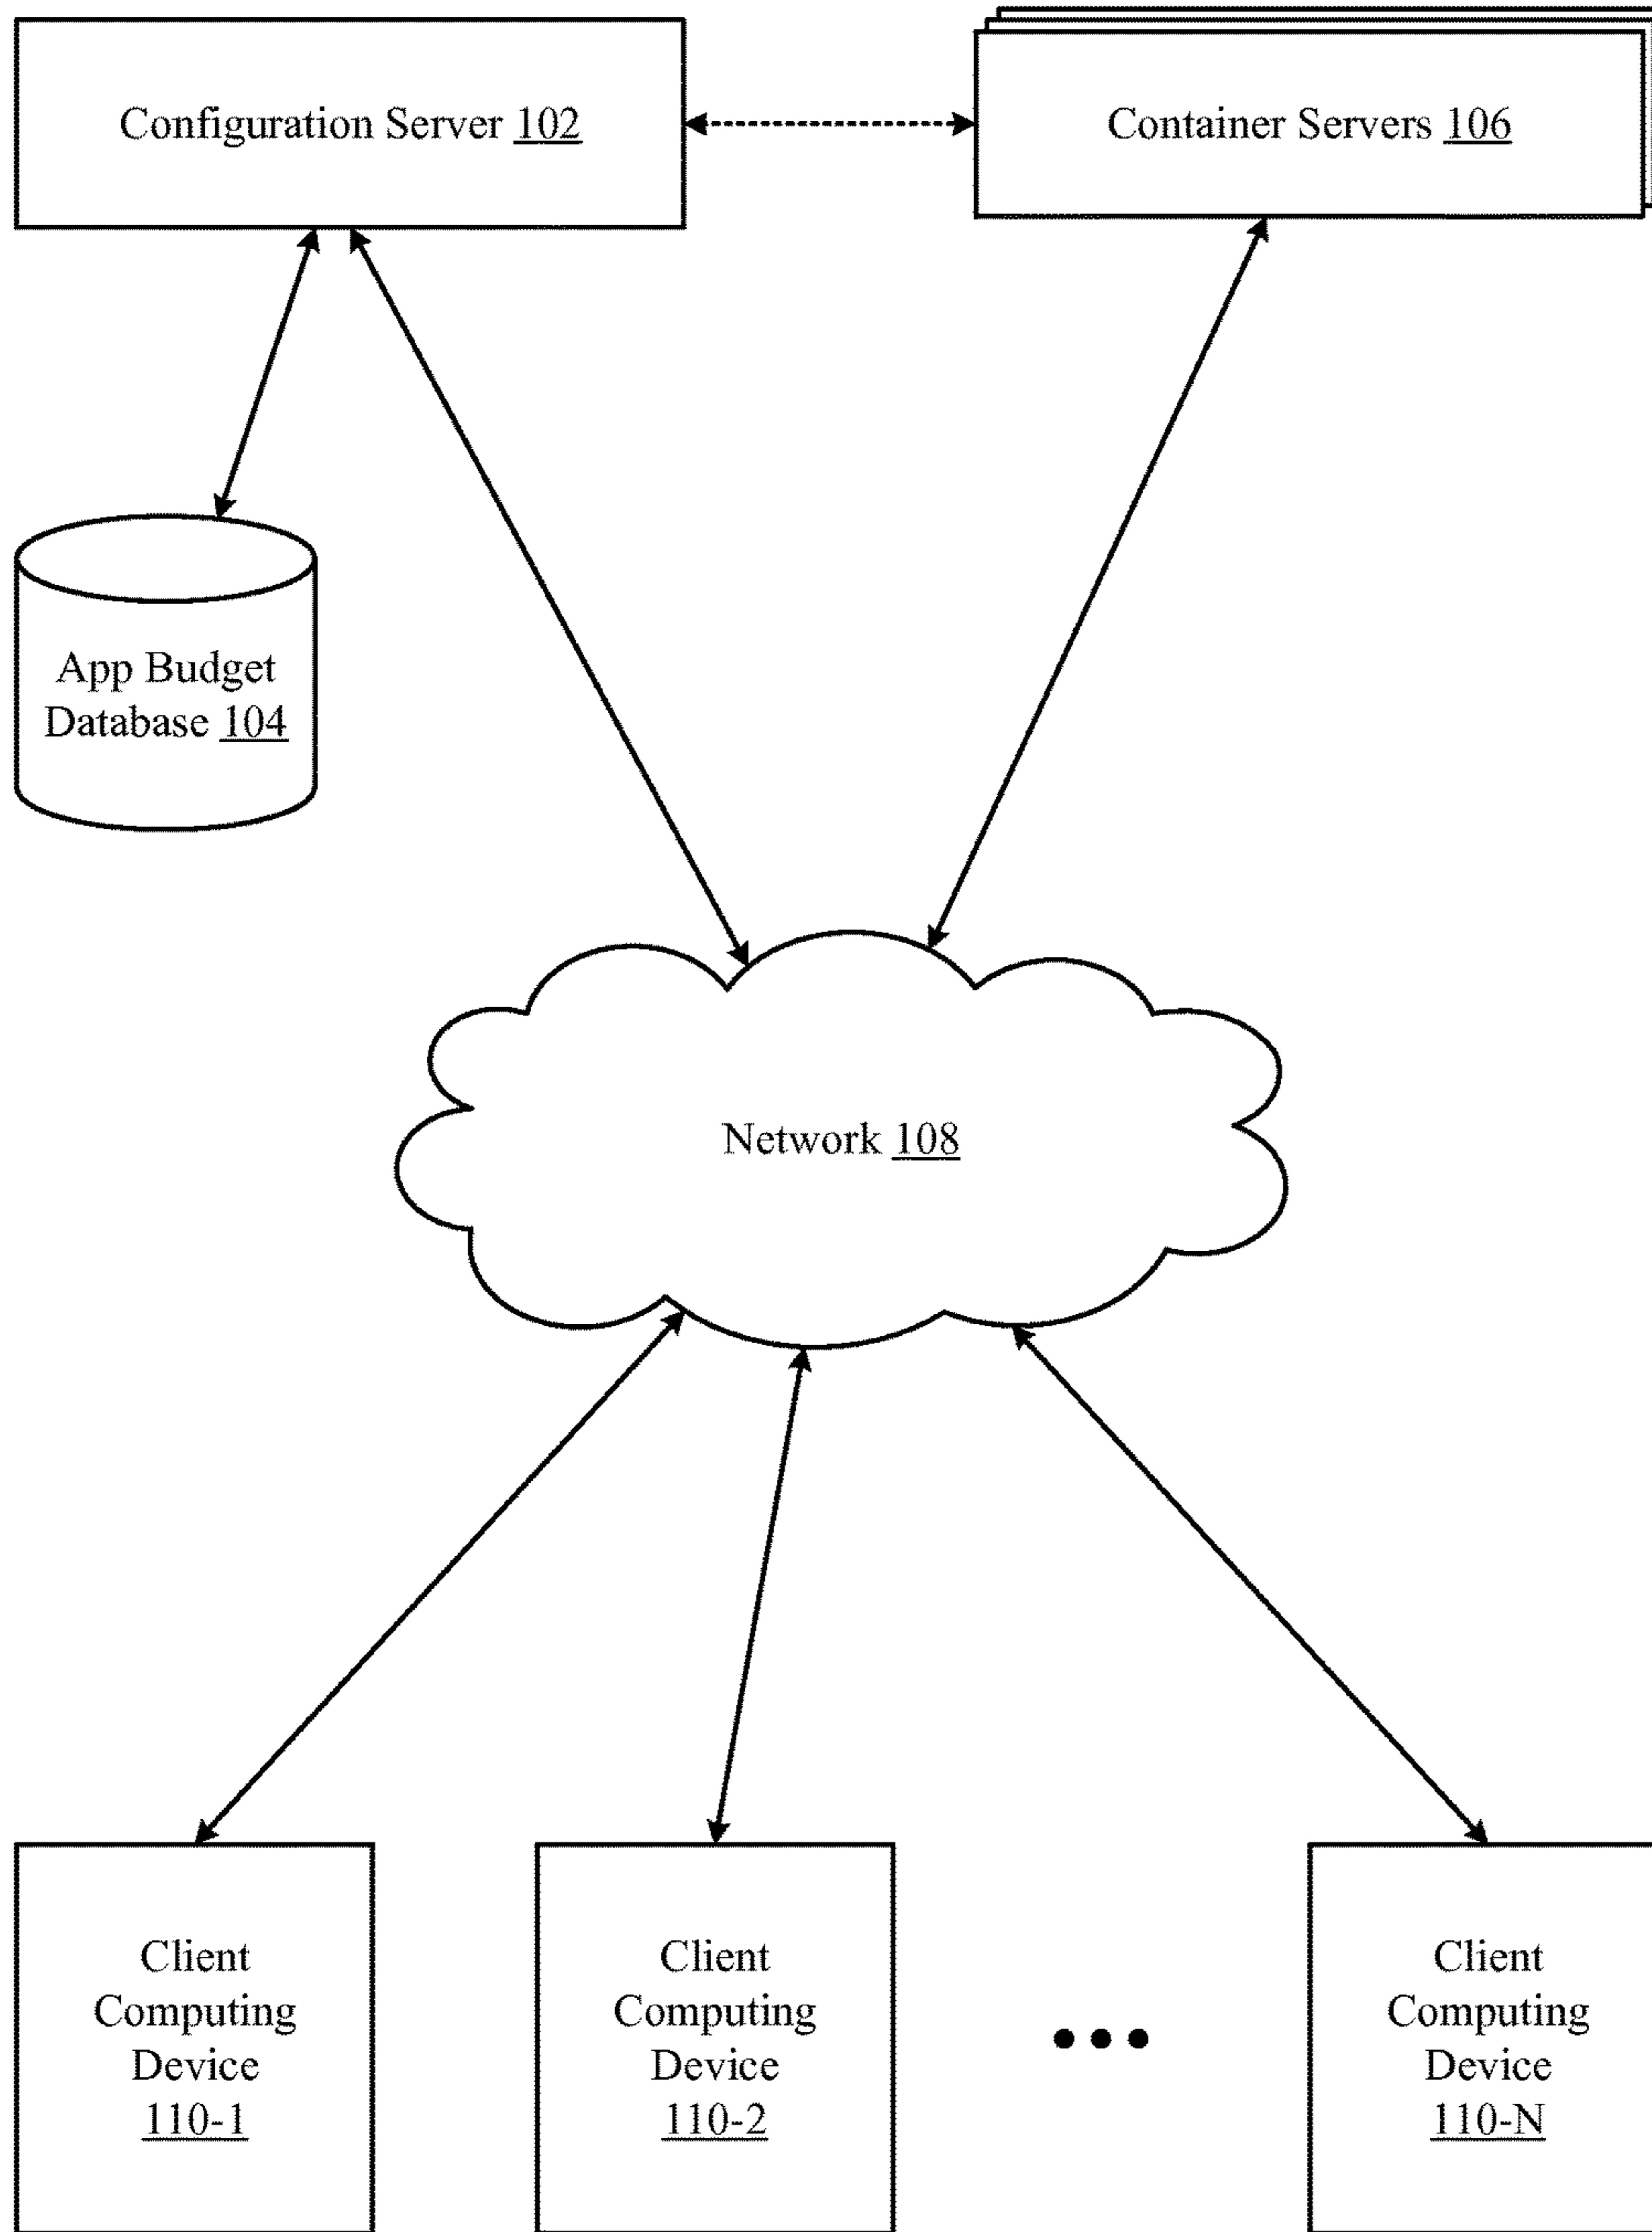 Configuration Server 102
Container Servers 106
App Budget
Database 104
Network 108
Client
Computing
Device
110-1
Client
Computing
Device
110-2
Client
Computing
Device
110-N